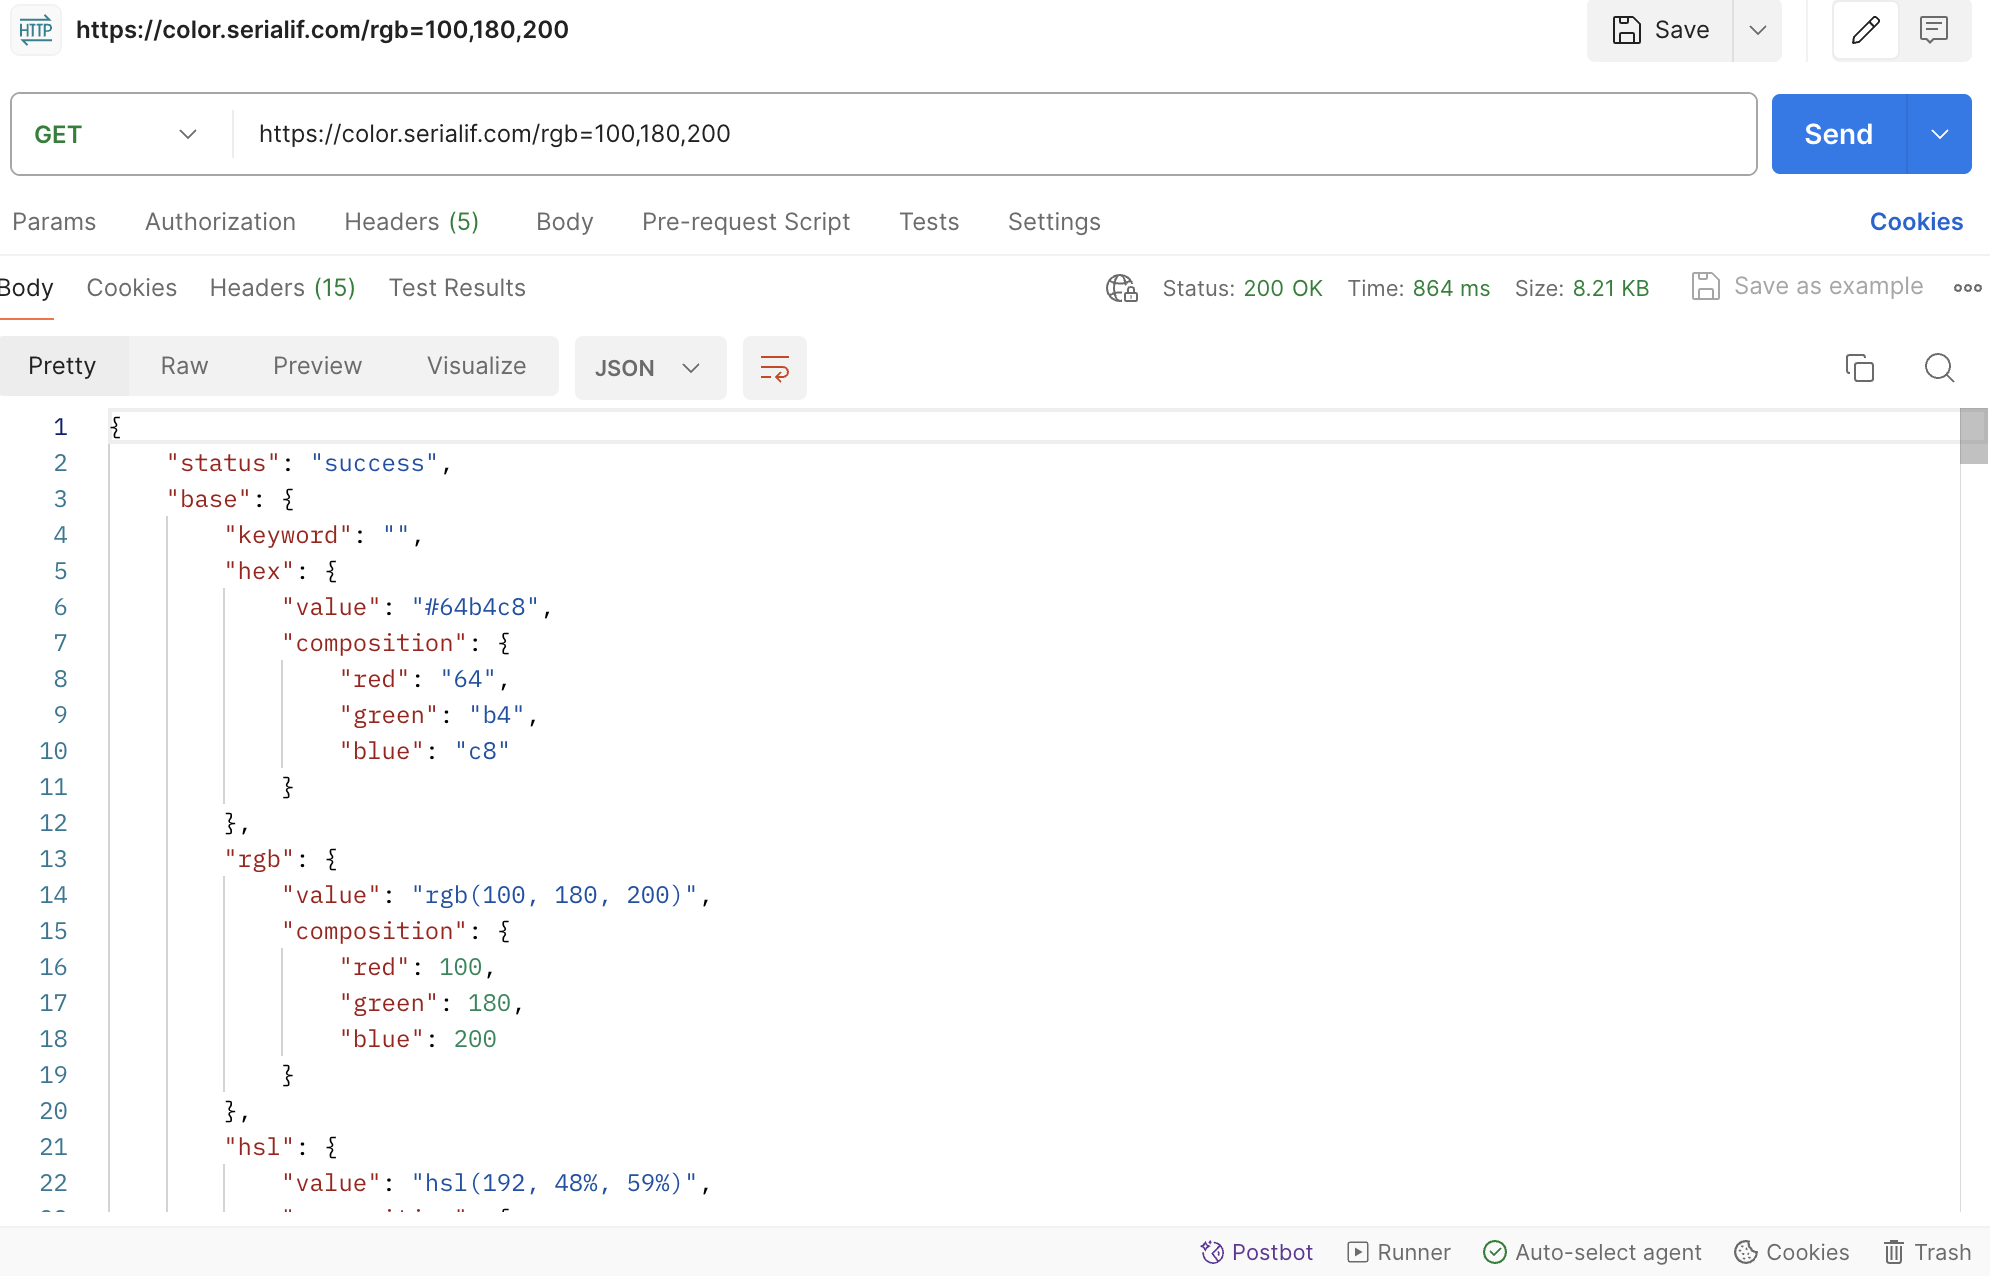 HTTP https://color.serialif.com/rgb=100,180,200 Save
GET https://color.serialif.com/rgb=100,180,200 Send
Params Authorization Headers (5) Body Pre-request Script Tests Settings Cookies
Body Cookies Headers (15) Test Results Status: 200 OK Time: 864 ms Size: 8.21 KB Save as example
Pretty Raw Preview Visualize JSON
1 {
2 "status": "success",
3 "base": {
4 "keyword": "",
5 "hex": {
6 "value": "#64b4c8",
7 "composition": {
8 "red": "64",
9 "green": "b4",
10 "blue": "c8"
11 }
12 },
13 "rgb": {
14 "value": "rgb(100, 180, 200)",
15 "composition": {
16 "red": 100,
17 "green": 180,
18 "blue": 200
19 }
20 },
21 "hsl": {
22 "value": "hsl(192, 48%, 59%)",
Postbot Runner Auto-select agent Cookies Trash